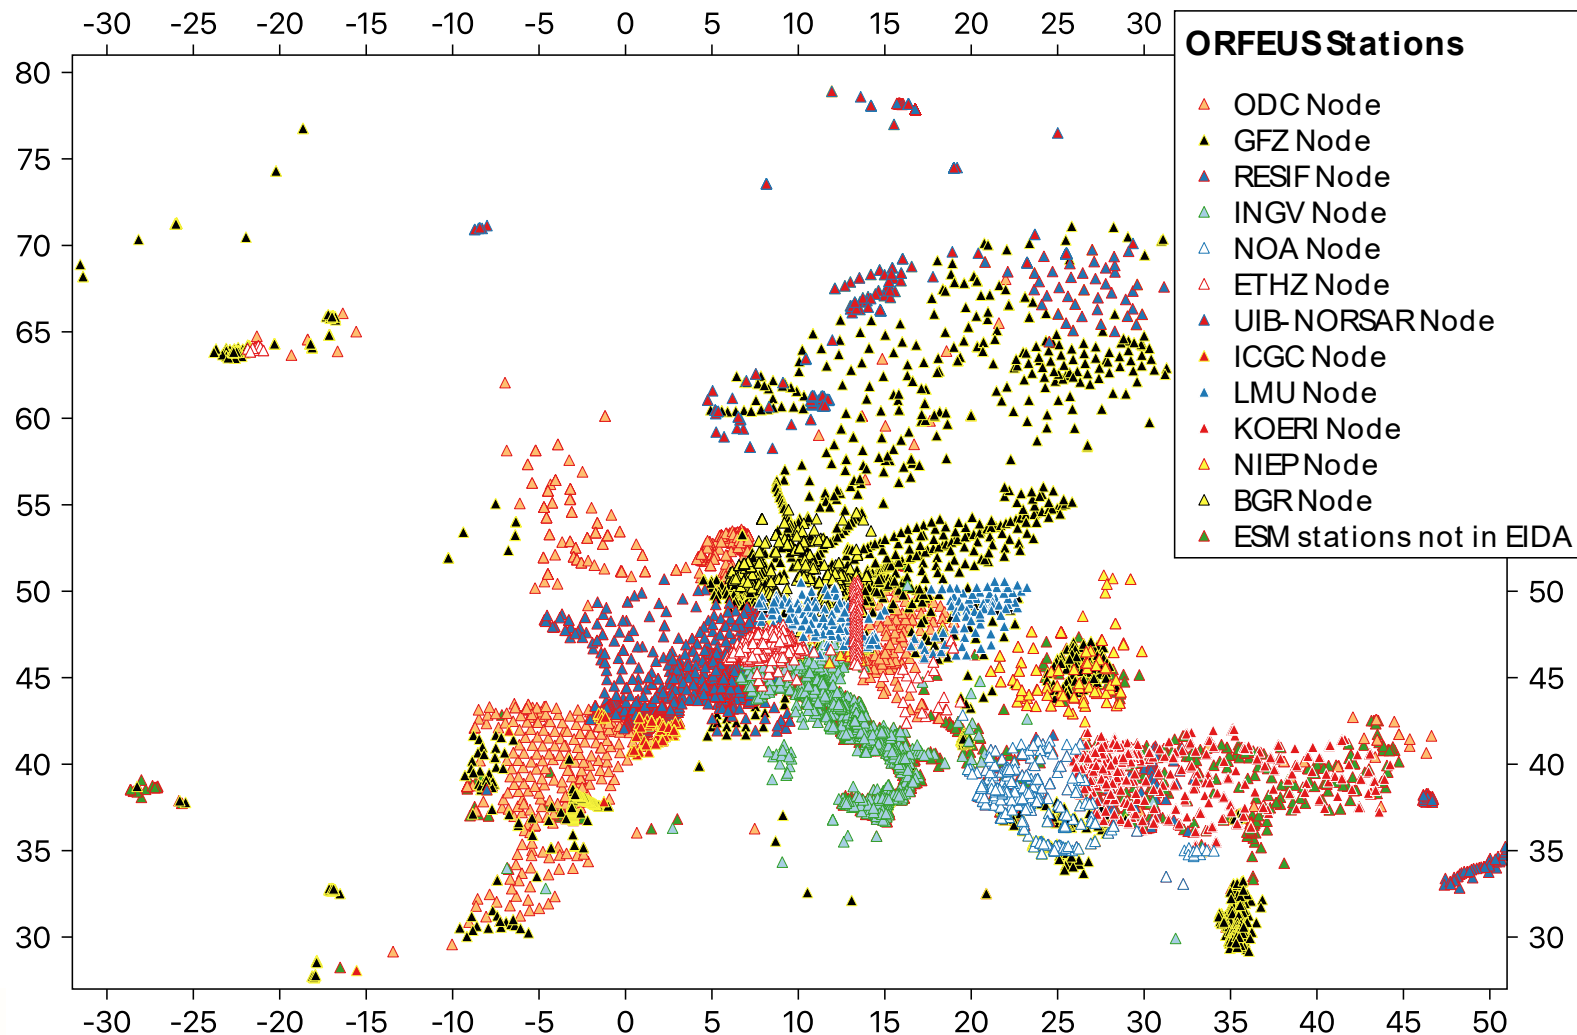 -30 -25 -20 -15 -10 -5 0 5 10 15 20 25 30
ORFEUS Stations
ODC Node
GFZ Node
RESIF Node
INGV Node
NOA Node
ETHZ Node
UIB-NORSAR Node
ICGC Node
LMU Node
KOERI Node
NIEP Node
BGR Node
ESM stations not in EIDA
80
75
70
65
60
55
50 50
45 45
40 40
35 35
30 30
-30 -25 -20 -15 -10 -5 0 5 10 15 20 25 30 35 40 45 50